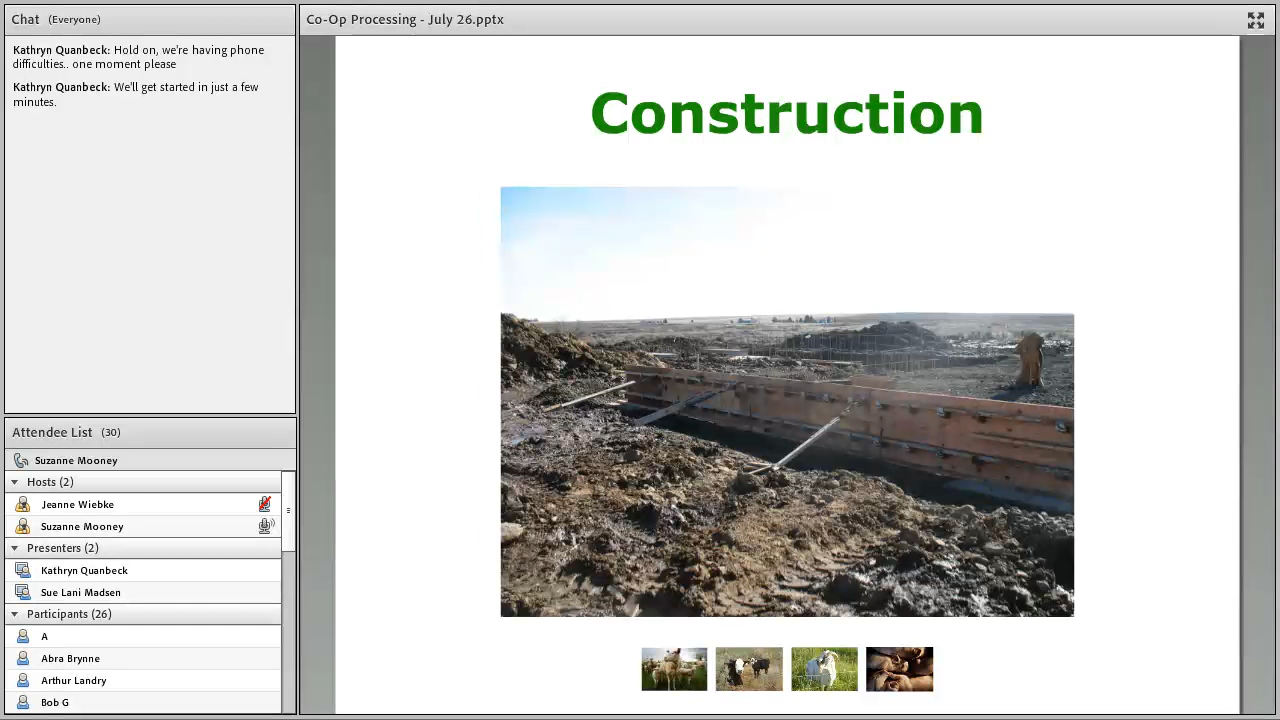 Chat (Everyone)
Kathryn Quanbeck: Hold on, we're having phone
difficulties.. one moment please
Kathryn Quanbeck: We'll get started in just a few
minutes.
Attendee List (30)
Suzanne Mooney
Hosts (2)
Jeanne Wiebke
Suzanne Mooney
Presenters (2)
Kathryn Quanbeck
Sue Lani Madsen
Participants (26)
A
Abra Brynne
Arthur Landry
Bob G
Co-Op Processing - July 26.pptx
Construction